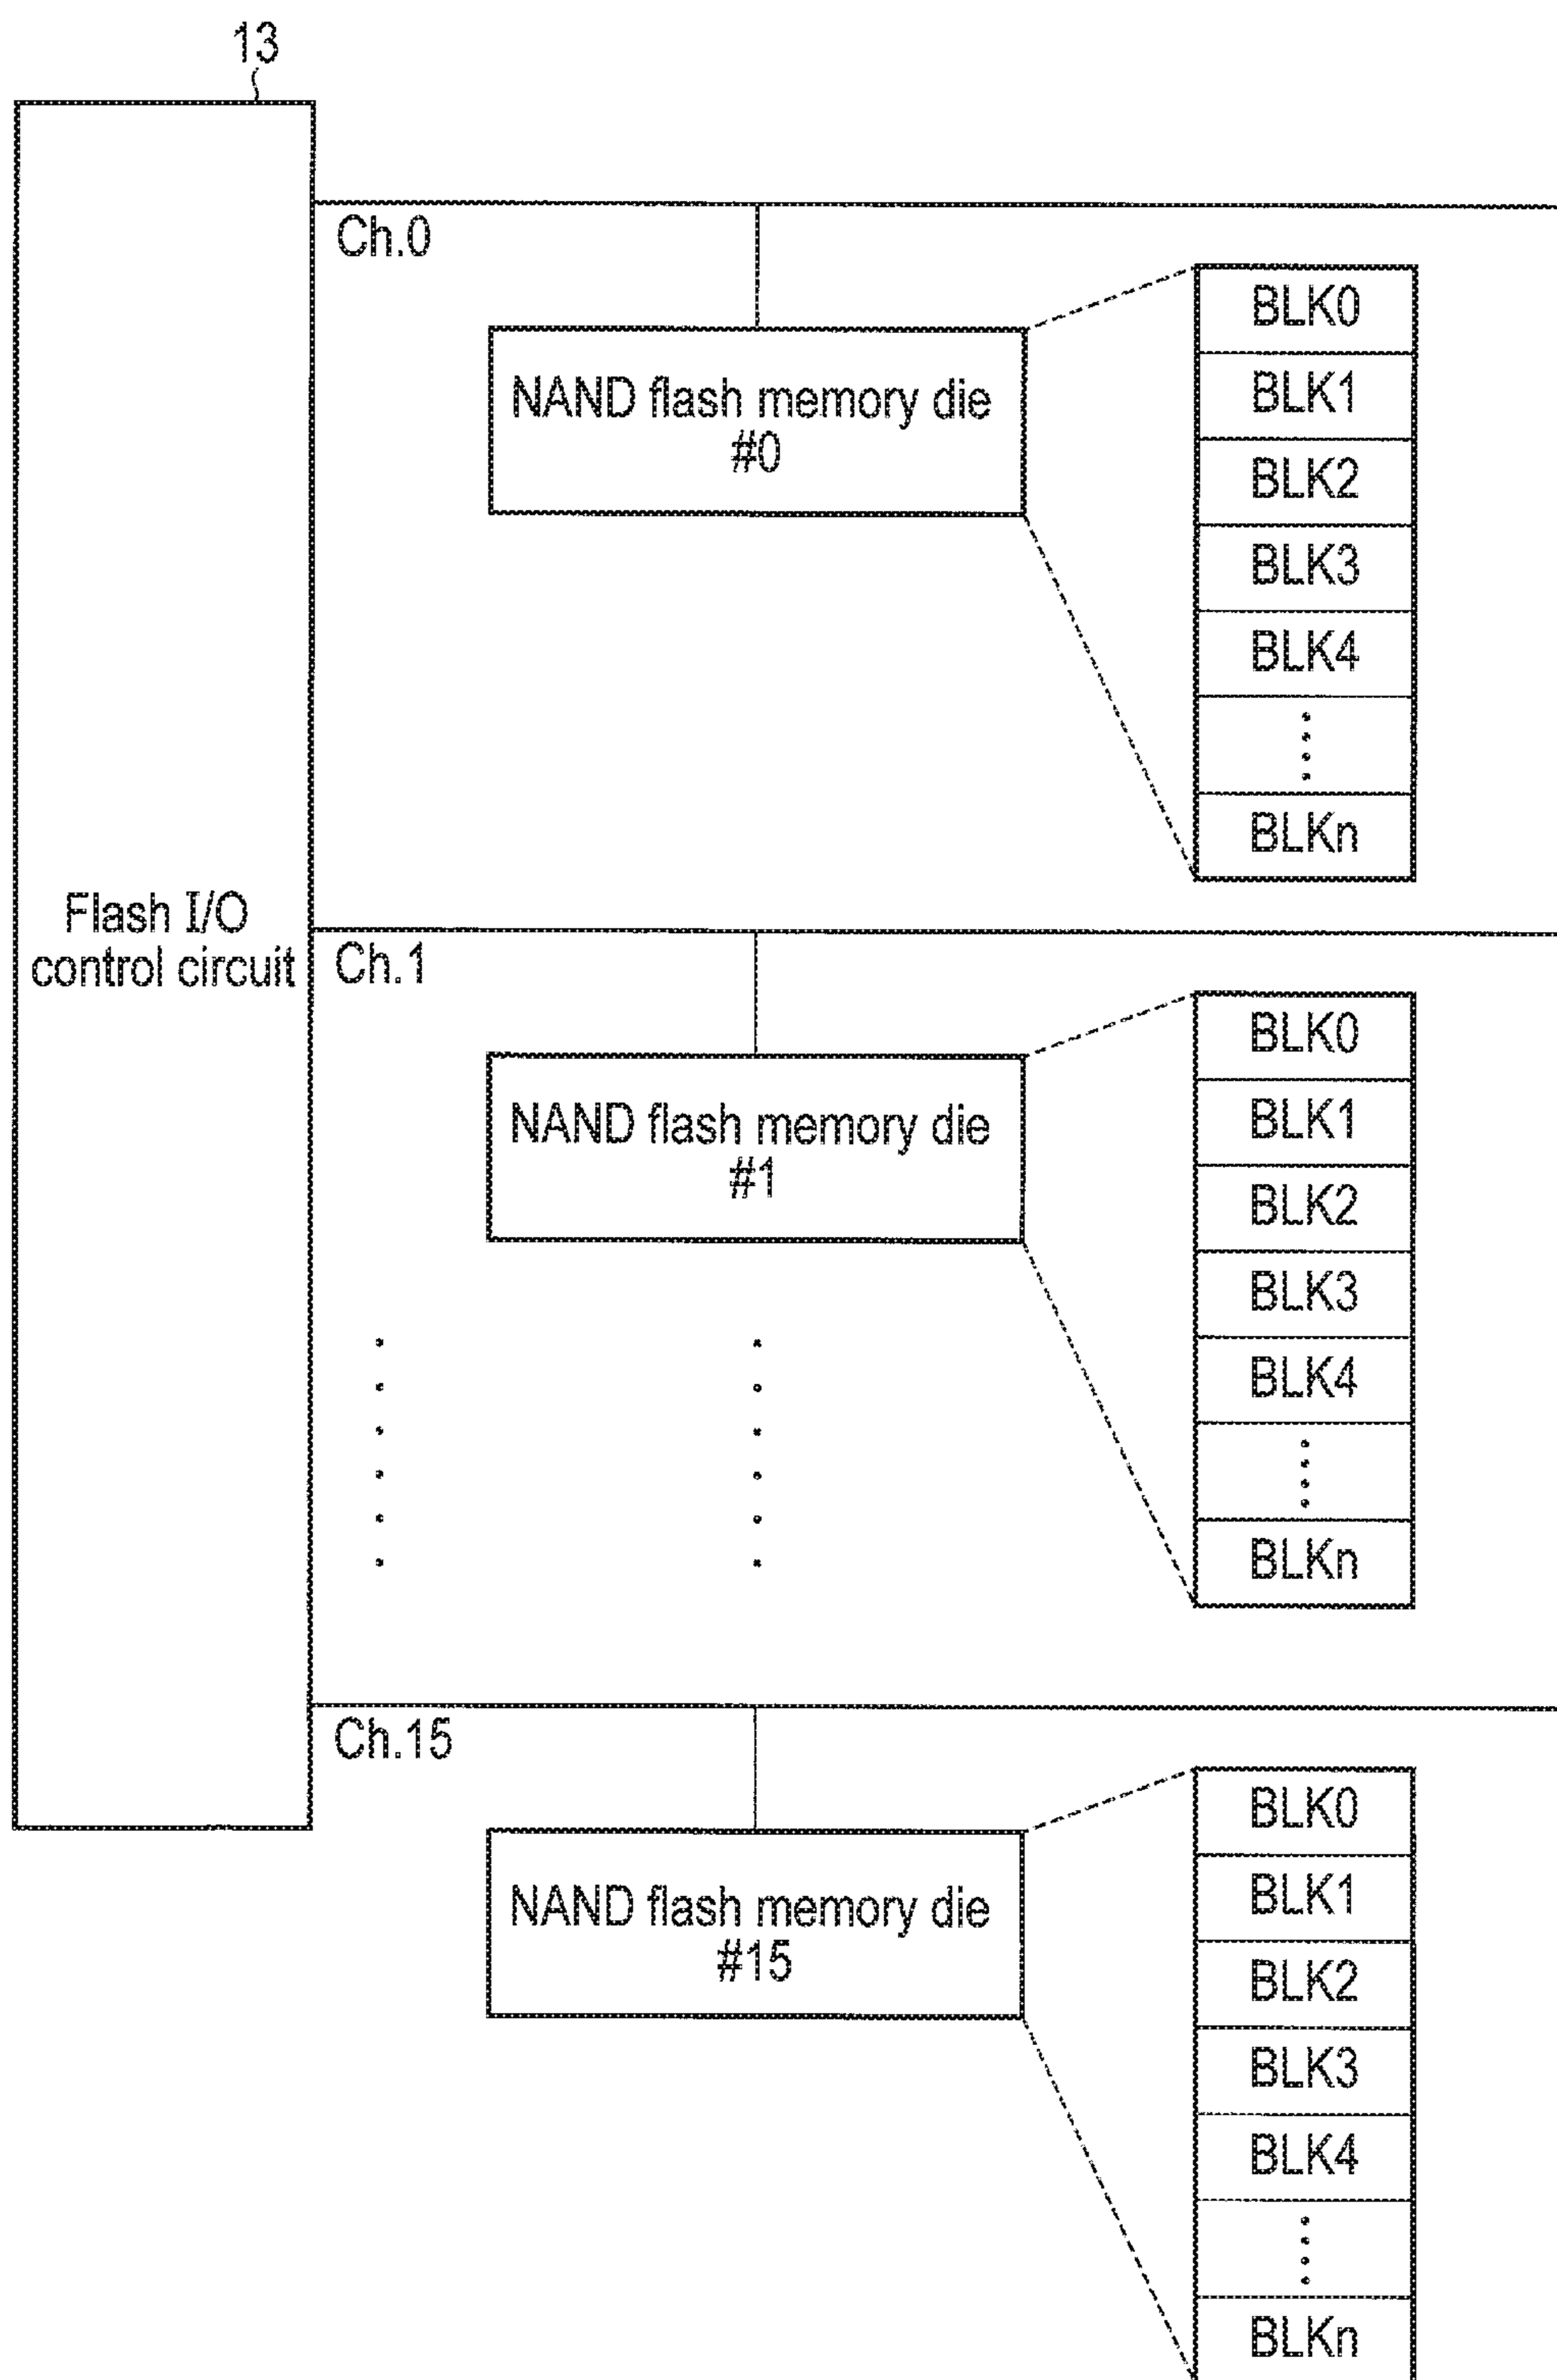 13
Ch.0
NAND flash memory die
#0
BLK0
BLK1
BLK2
BLK3
BLK4
BLKn
Flash I/O
control circuit
Ch.1
NAND flash memory die
#1
BLK0
BLK1
BLK2
BLK3
BLK4
BLKn
Ch.15
NAND flash memory die
#15
BLK0
BLK1
BLK2
BLK3
BLK4
BLKn